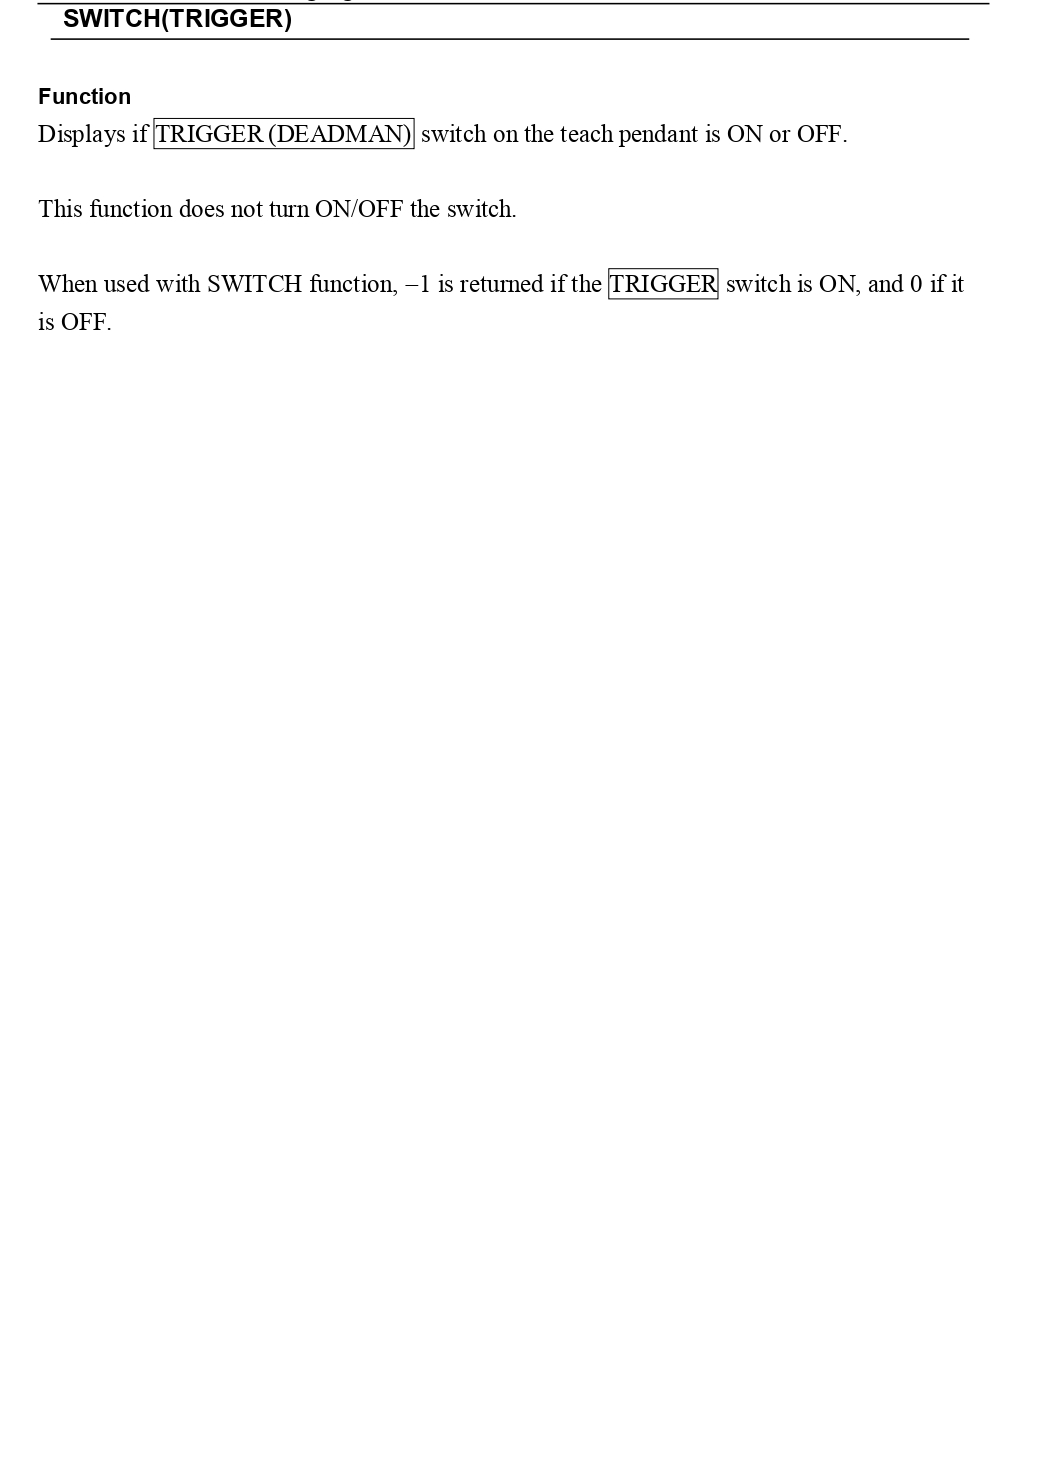 SWITCH(TRIGGER)
Function
Displays if TRIGGER (DEADMAN) switch on the teach pendant is ON or OFF.
This function does not turn ON/OFF the switch.
When used with SWITCH function, –1 is returned if the TRIGGER switch is ON, and 0 if it
is OFF.